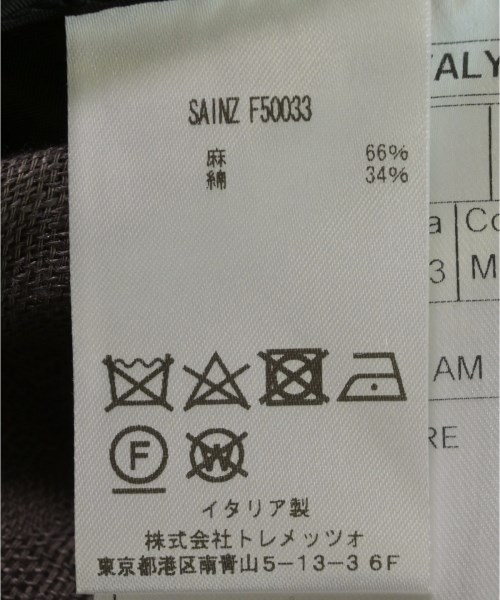 SAINZ F50033
麻 66%
綿 34%
F
W
イタリア製
株式会社トレメッツォ
東京都港区南青山5-13-3 6F
TALY
a
Co
3
M
AM
RE